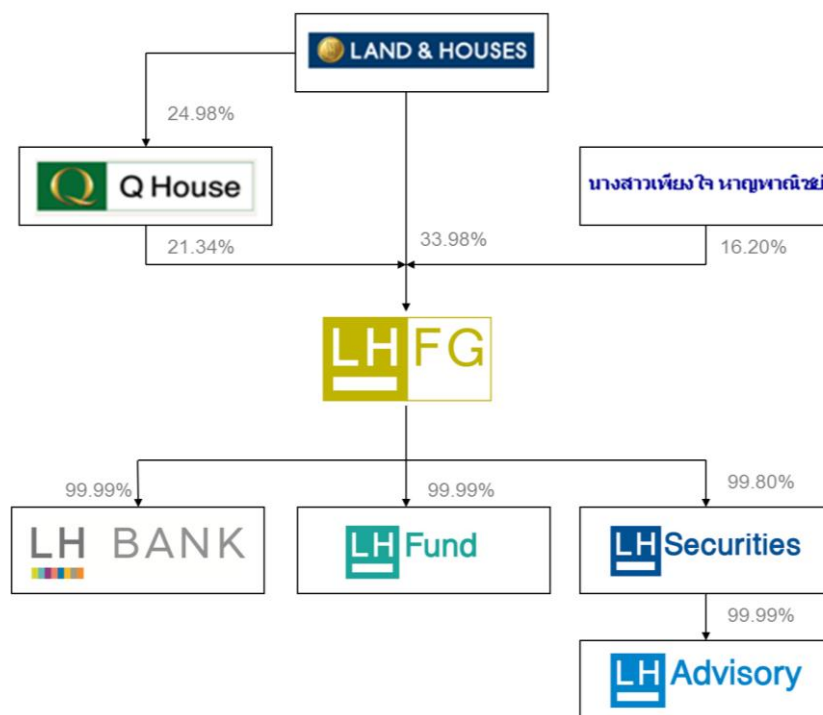 LAND & HOUSES
24.98%
Q Q House
นางสาวเพียงใจ หาญพาณิชย์
21.34%
33.98%
16.20%
LH FG
99.99%
99.99%
99.80%
LH BANK
LH Fund
LH Securities
99.99%
LH Advisory